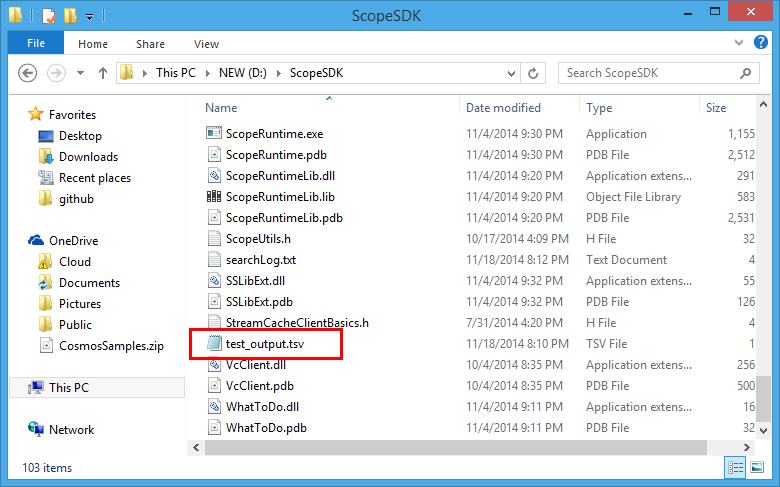 ScopeSDK
File Home Share View
This PC NEW (D:) ScopeSDK Search ScopeSDK
Name Date modified Type Size
ScopeRuntime.exe 11/4/2014 9:30 PM Application 1,155
ScopeRuntime.pdb 11/4/2014 9:30 PM PDB File 2,512
ScopeRuntimeLib.dll 11/4/2014 9:20 PM Application extens... 291
ScopeRuntimeLib.lib 11/4/2014 9:20 PM Object File Library 583
ScopeRuntimeLib.pdb 11/4/2014 9:20 PM PDB File 2,531
ScopeUtils.h 10/17/2014 4:09 PM H File 32
searchLog.txt 11/18/2014 8:12 PM Text Document 4
SSLibExt.dll 11/4/2014 9:32 PM Application extens... 55
SSLibExt.pdb 11/4/2014 9:32 PM PDB File 126
StreamCacheClientBasics.h 7/31/2014 4:20 PM H File 4
test_output.tsv 11/18/2014 8:10 PM TSV File 1
VcClient.dll 10/4/2014 8:35 PM Application extens... 256
VcClient.pdb 10/4/2014 8:35 PM PDB File 500
WhatToDo.dll 11/4/2014 9:11 PM Application extens... 16
WhatToDo.pdb 11/4/2014 9:11 PM PDB File 32
Favorites
Desktop
Downloads
Recent places
github
OneDrive
Cloud
Documents
Pictures
Public
CosmosSamples.zip
This PC
Network
103 items